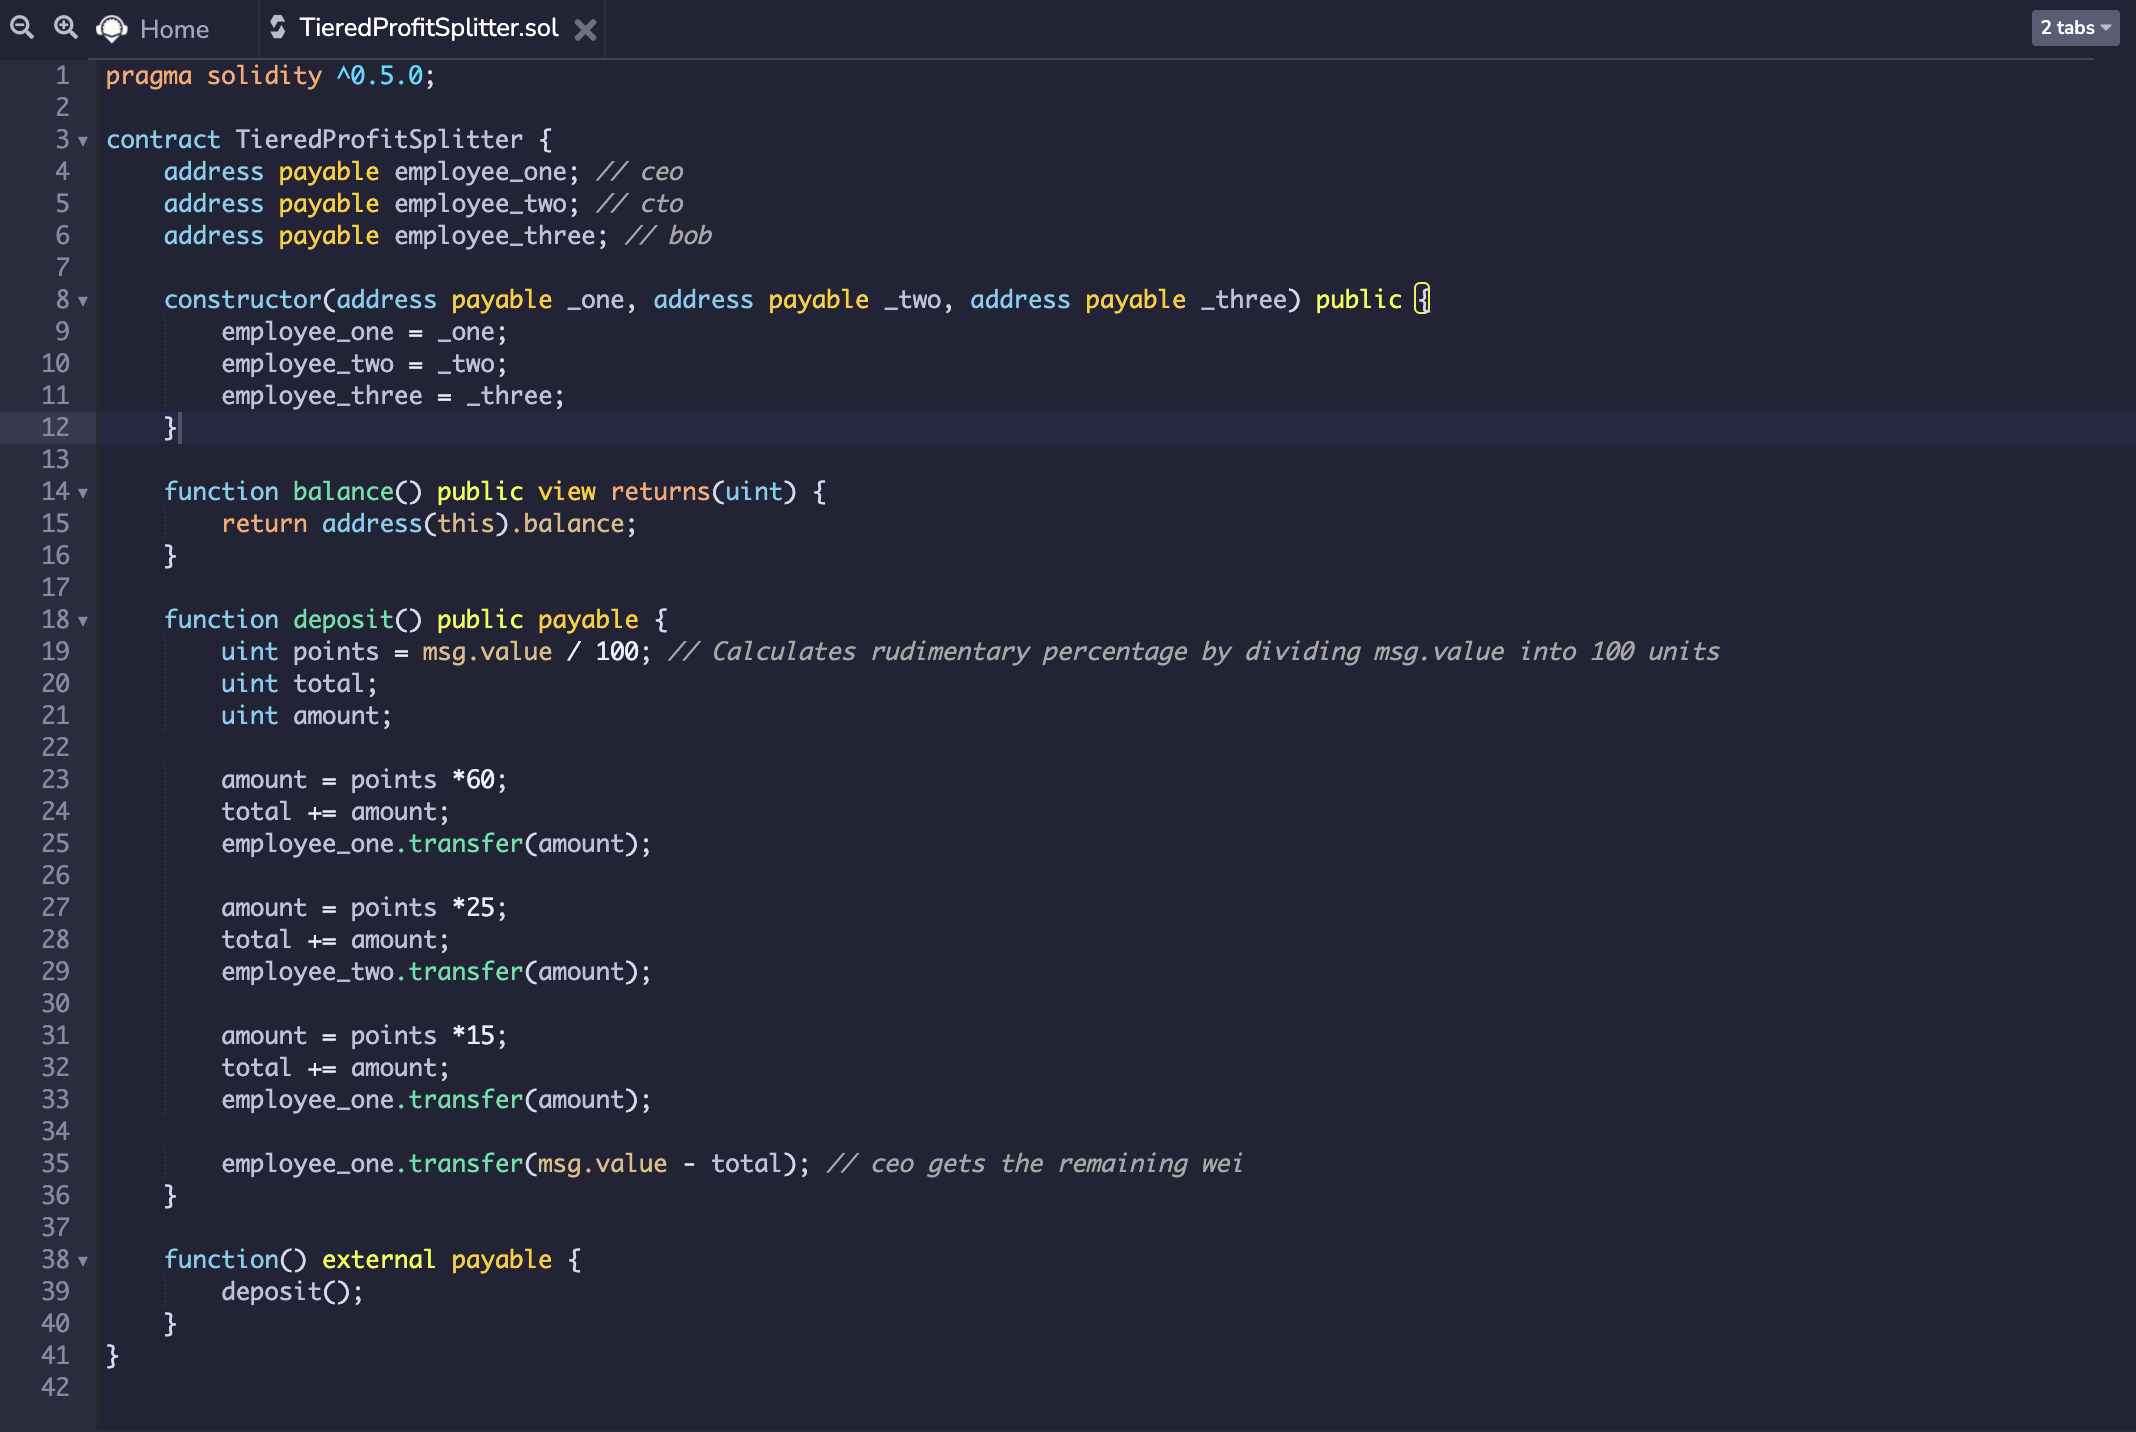 Home TieredProfitSplitter.sol 2 tabs
1 pragma solidity ^0.5.0;
2
3 contract TieredProfitSplitter {
4     address payable employee_one; // ceo
5     address payable employee_two; // cto
6     address payable employee_three; // bob
7
8     constructor(address payable _one, address payable _two, address payable _three) public {
9         employee_one = _one;
10         employee_two = _two;
11         employee_three = _three;
12     }
13
14     function balance() public view returns(uint) {
15         return address(this).balance;
16     }
17
18     function deposit() public payable {
19         uint points = msg.value / 100; // Calculates rudimentary percentage by dividing msg.value into 100 units
20         uint total;
21         uint amount;
22
23         amount = points *60;
24         total += amount;
25         employee_one.transfer(amount);
26
27         amount = points *25;
28         total += amount;
29         employee_two.transfer(amount);
30
31         amount = points *15;
32         total += amount;
33         employee_one.transfer(amount);
34
35         employee_one.transfer(msg.value - total); // ceo gets the remaining wei
36     }
37
38     function() external payable {
39         deposit();
40     }
41 }
42